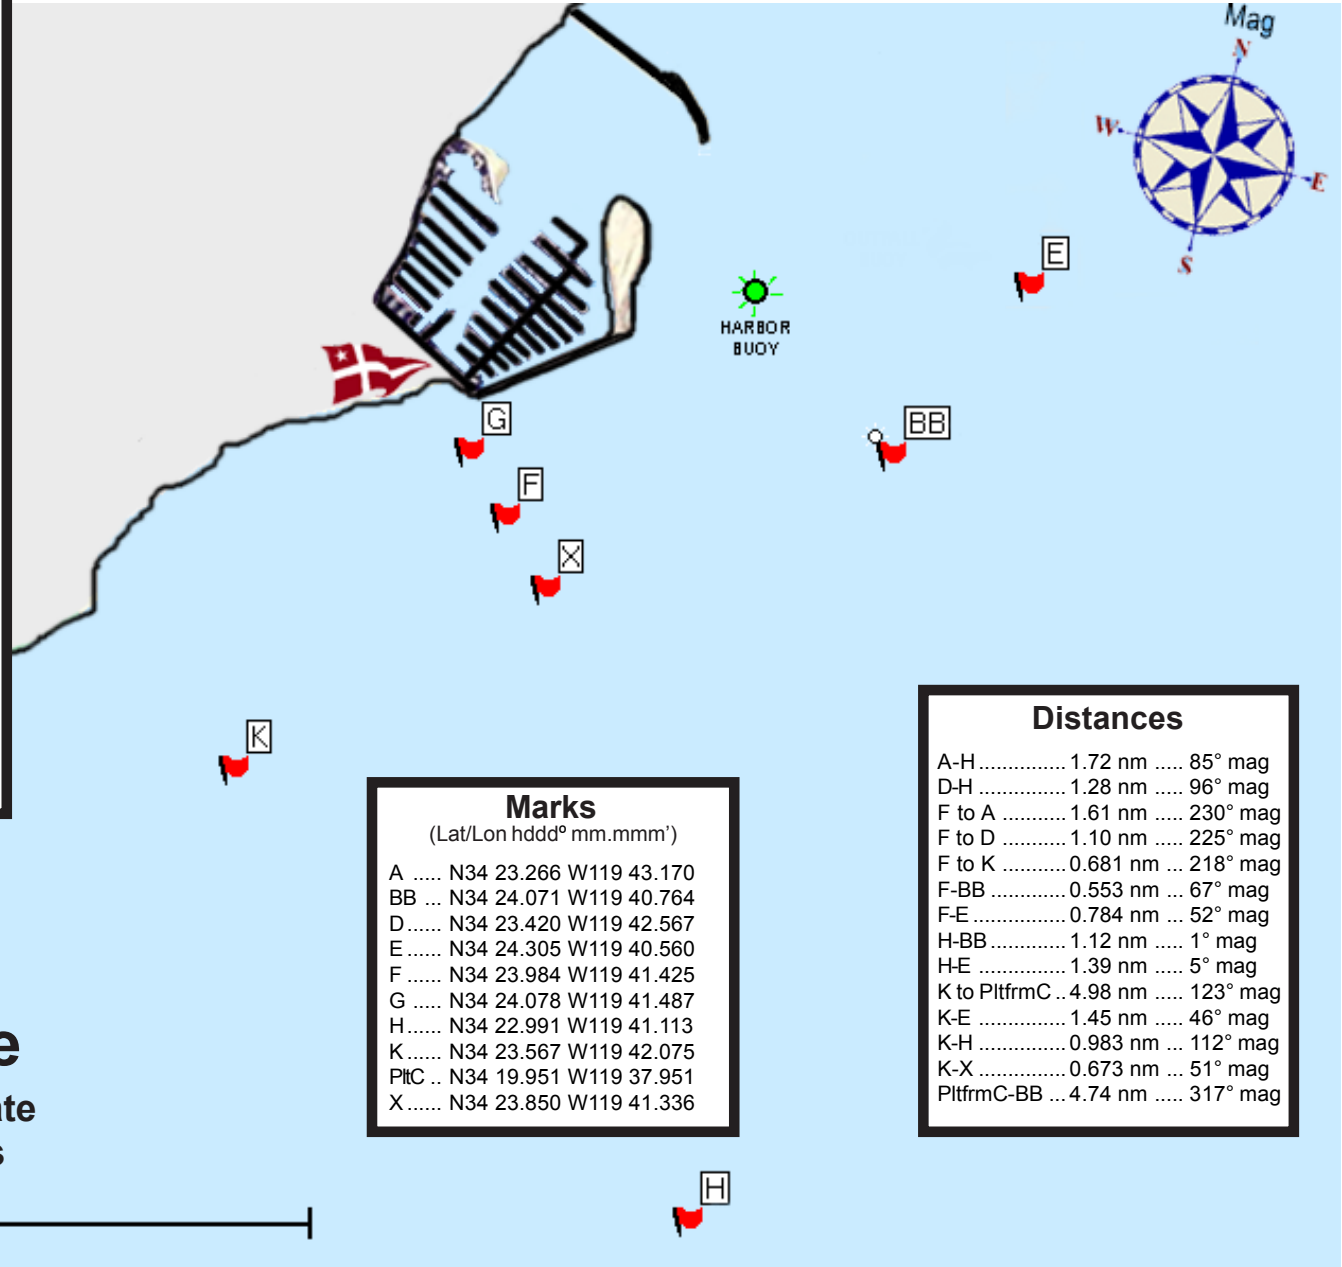 Mag
N
W
E
S
E
HARBOR
BUOY
G
BB
F
X
K
Marks
(Lat/Lon hdddº mm.mmm')
A ..... N34 23.266 W119 43.170
BB ... N34 24.071 W119 40.764
D...... N34 23.420 W119 42.567
E...... N34 24.305 W119 40.560
F...... N34 23.984 W119 41.425
G ..... N34 24.078 W119 41.487
H...... N34 22.991 W119 41.113
K...... N34 23.567 W119 42.075
PltC .. N34 19.951 W119 37.951
X...... N34 23.850 W119 41.336
Distances
A-H ............... 1.72 nm ..... 85° mag
D-H ............... 1.28 nm ..... 96° mag
F to A ........... 1.61 nm ..... 230° mag
F to D ........... 1.10 nm ..... 225° mag
F to K ........... 0.681 nm ... 218° mag
F-BB ............. 0.553 nm ... 67° mag
F-E ................ 0.784 nm ... 52° mag
H-BB ............. 1.12 nm ..... 1° mag
H-E ............... 1.39 nm ..... 5° mag
K to PltfrmC .. 4.98 nm ..... 123° mag
K-E ............... 1.45 nm ..... 46° mag
K-H ............... 0.983 nm ... 112° mag
K-X ............... 0.673 nm ... 51° mag
PltfrmC-BB ... 4.74 nm ..... 317° mag
e
ate
s
H